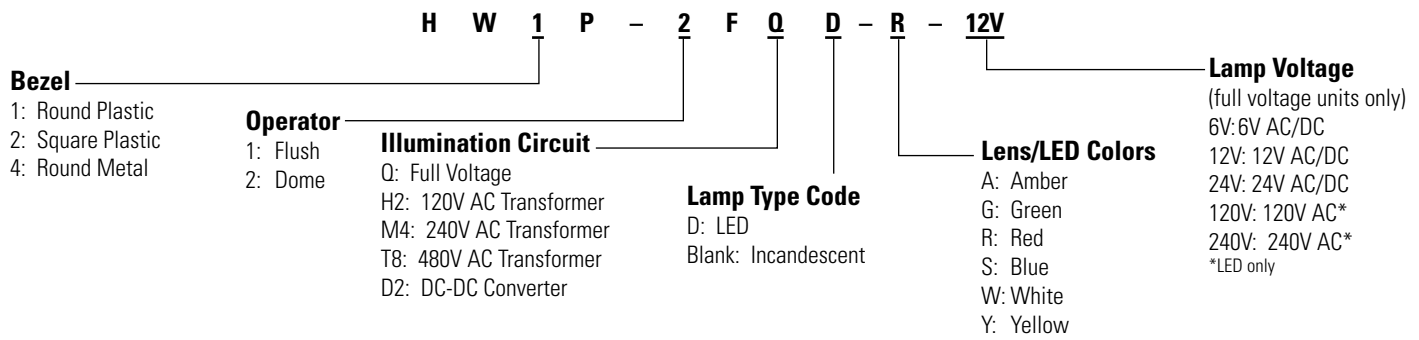 H W 1 P – 2 F Q D – R – 12V
Bezel
1: Round Plastic
2: Square Plastic
4: Round Metal
Operator
1: Flush
2: Dome
Illumination Circuit
Q: Full Voltage
H2: 120V AC Transformer
M4: 240V AC Transformer
T8: 480V AC Transformer
D2: DC-DC Converter
Lamp Type Code
D: LED
Blank: Incandescent
Lens/LED Colors
A: Amber
G: Green
R: Red
S: Blue
W: White
Y: Yellow
Lamp Voltage
(full voltage units only)
6V: 6V AC/DC
12V: 12V AC/DC
24V: 24V AC/DC
120V: 120V AC*
240V: 240V AC*
*LED only